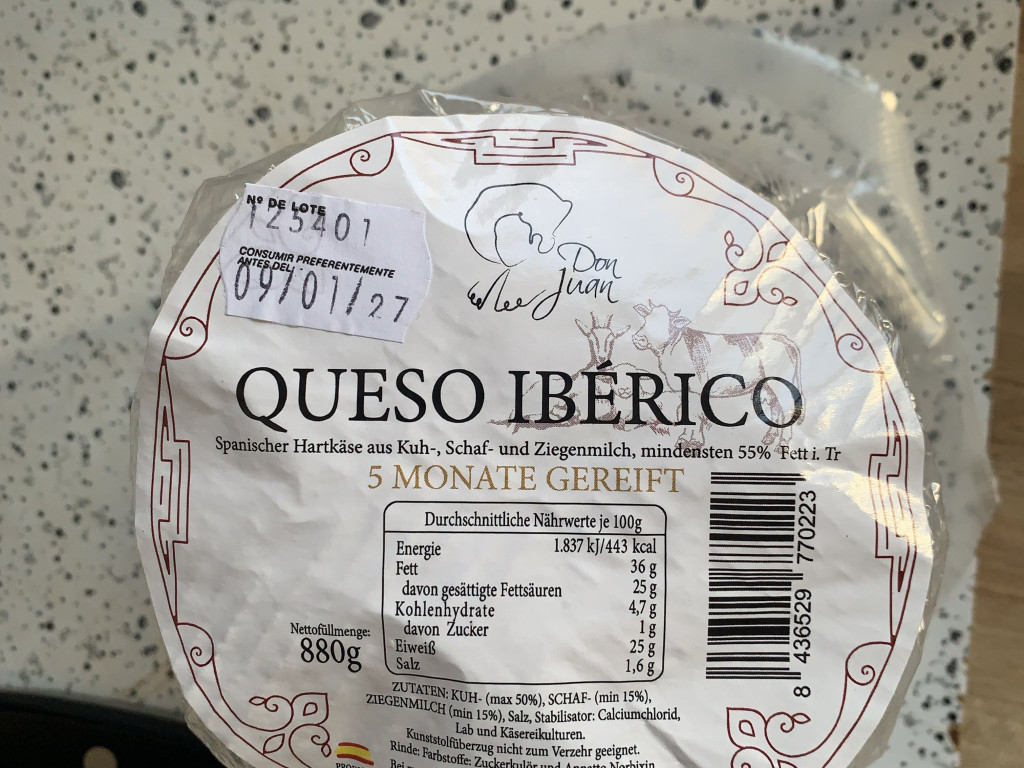 Nº DE LOTE
125401
CONSUMIR PREFERENTEMENTE
ANTES DEL:
09/01/27
Don
Juan
QUESO IBÉRICO
Spanischer Hartkäse aus Kuh-, Schaf- und Ziegenmilch, mindensten 55% Fett i. Tr
5 MONATE GEREIFT
Durchschnittliche Nährwerte je 100g
Energie 1.837 kJ/443 kcal
Fett 36 g
davon gesättigte Fettsäuren 25 g
Kohlenhydrate 4,7 g
davon Zucker 1 g
Eiweiß 25 g
Salz 1,6 g
Nettofüllmenge:
880g
8 436529 770223
ZUTATEN: KUH- (max 50%), SCHAF- (min 15%),
ZIEGENMILCH (min 15%), Salz, Stabilisator: Calciumchlorid,
Lab und Käsereikulturen.
Kunststolfüberzug nicht zum Verzehr geeignet.
Rinde: Farbstoffe: Zuckerkulör und Annatto Norbixin